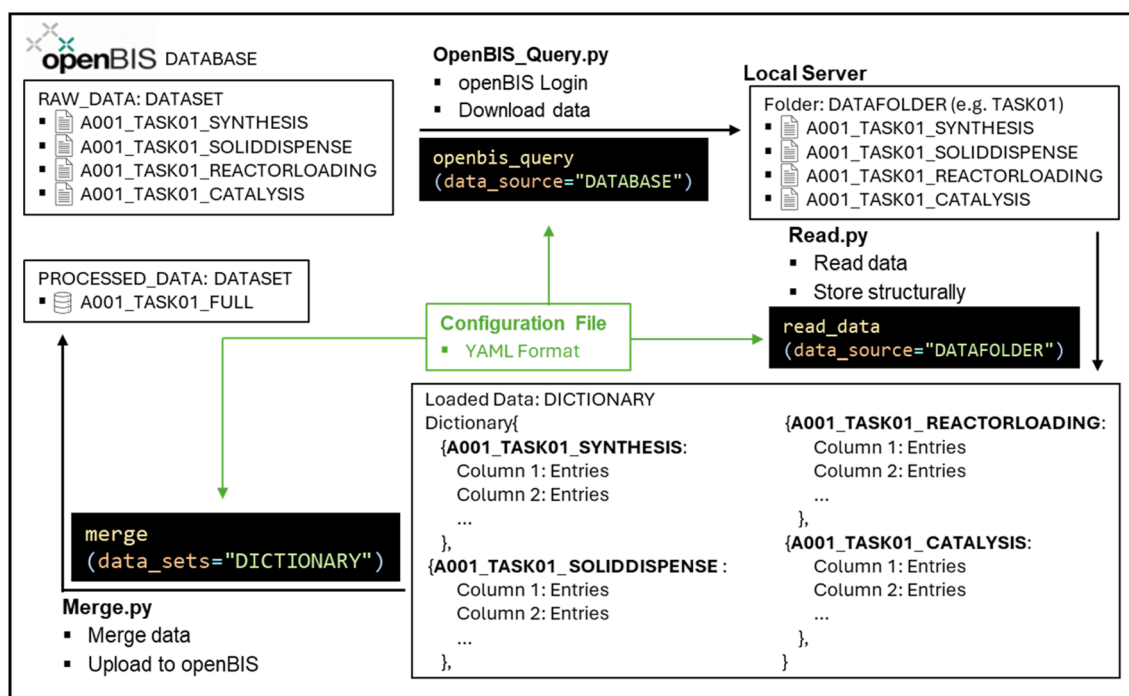 openBIS DATABASE
RAW_DATA: DATASET
▪ A001_TASK01_SYNTHESIS
▪ A001_TASK01_SOLIDDISPENSE
▪ A001_TASK01_REACTORLOADING
▪ A001_TASK01_CATALYSIS
OpenBIS_Query.py
▪ openBIS Login
▪ Download data
openbis_query
(data_source="DATABASE")
Local Server
Folder: DATAFOLDER (e.g. TASK01)
▪ A001_TASK01_SYNTHESIS
▪ A001_TASK01_SOLIDDISPENSE
▪ A001_TASK01_REACTORLOADING
▪ A001_TASK01_CATALYSIS
Read.py
▪ Read data
▪ Store structurally
read_data
(data_source="DATAFOLDER")
PROCESSED_DATA: DATASET
▪ A001_TASK01_FULL
Configuration File
▪ YAML Format
Loaded Data: DICTIONARY
Dictionary{
{A001_TASK01_SYNTHESIS:
Column 1: Entries
Column 2: Entries
...
},
{A001_TASK01_SOLIDDISPENSE :
Column 1: Entries
Column 2: Entries
...
},
{A001_TASK01_ REACTORLOADING:
Column 1: Entries
Column 2: Entries
...
},
{A001_TASK01_ CATALYSIS:
Column 1: Entries
Column 2: Entries
...
},
}
merge
(data_sets="DICTIONARY")
Merge.py
▪ Merge data
▪ Upload to openBIS